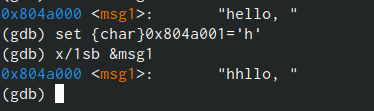 0x804a000 <msg1>:        "hello, "
(gdb) set {char}0x804a001='h'
(gdb) x/1sb &msg1
0x804a000 <msg1>:        "hhllo, "
(gdb)